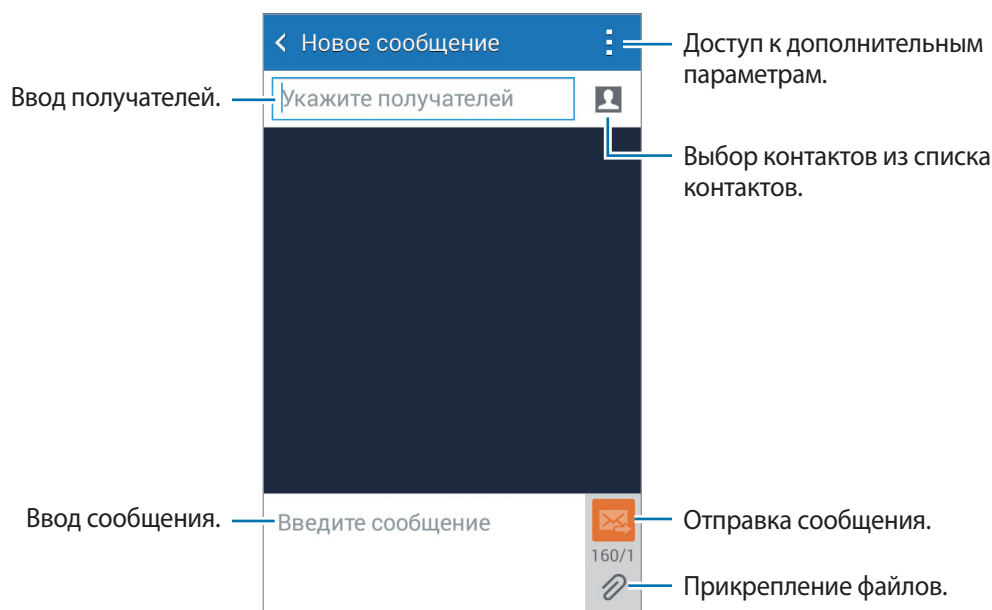 Новое сообщение
Доступ к дополнительным
параметрам.
Ввод получателей.
Укажите получателей
Выбор контактов из списка
контактов.
Ввод сообщения.
Введите сообщение
Отправка сообщения.
160/1
Прикрепление файлов.